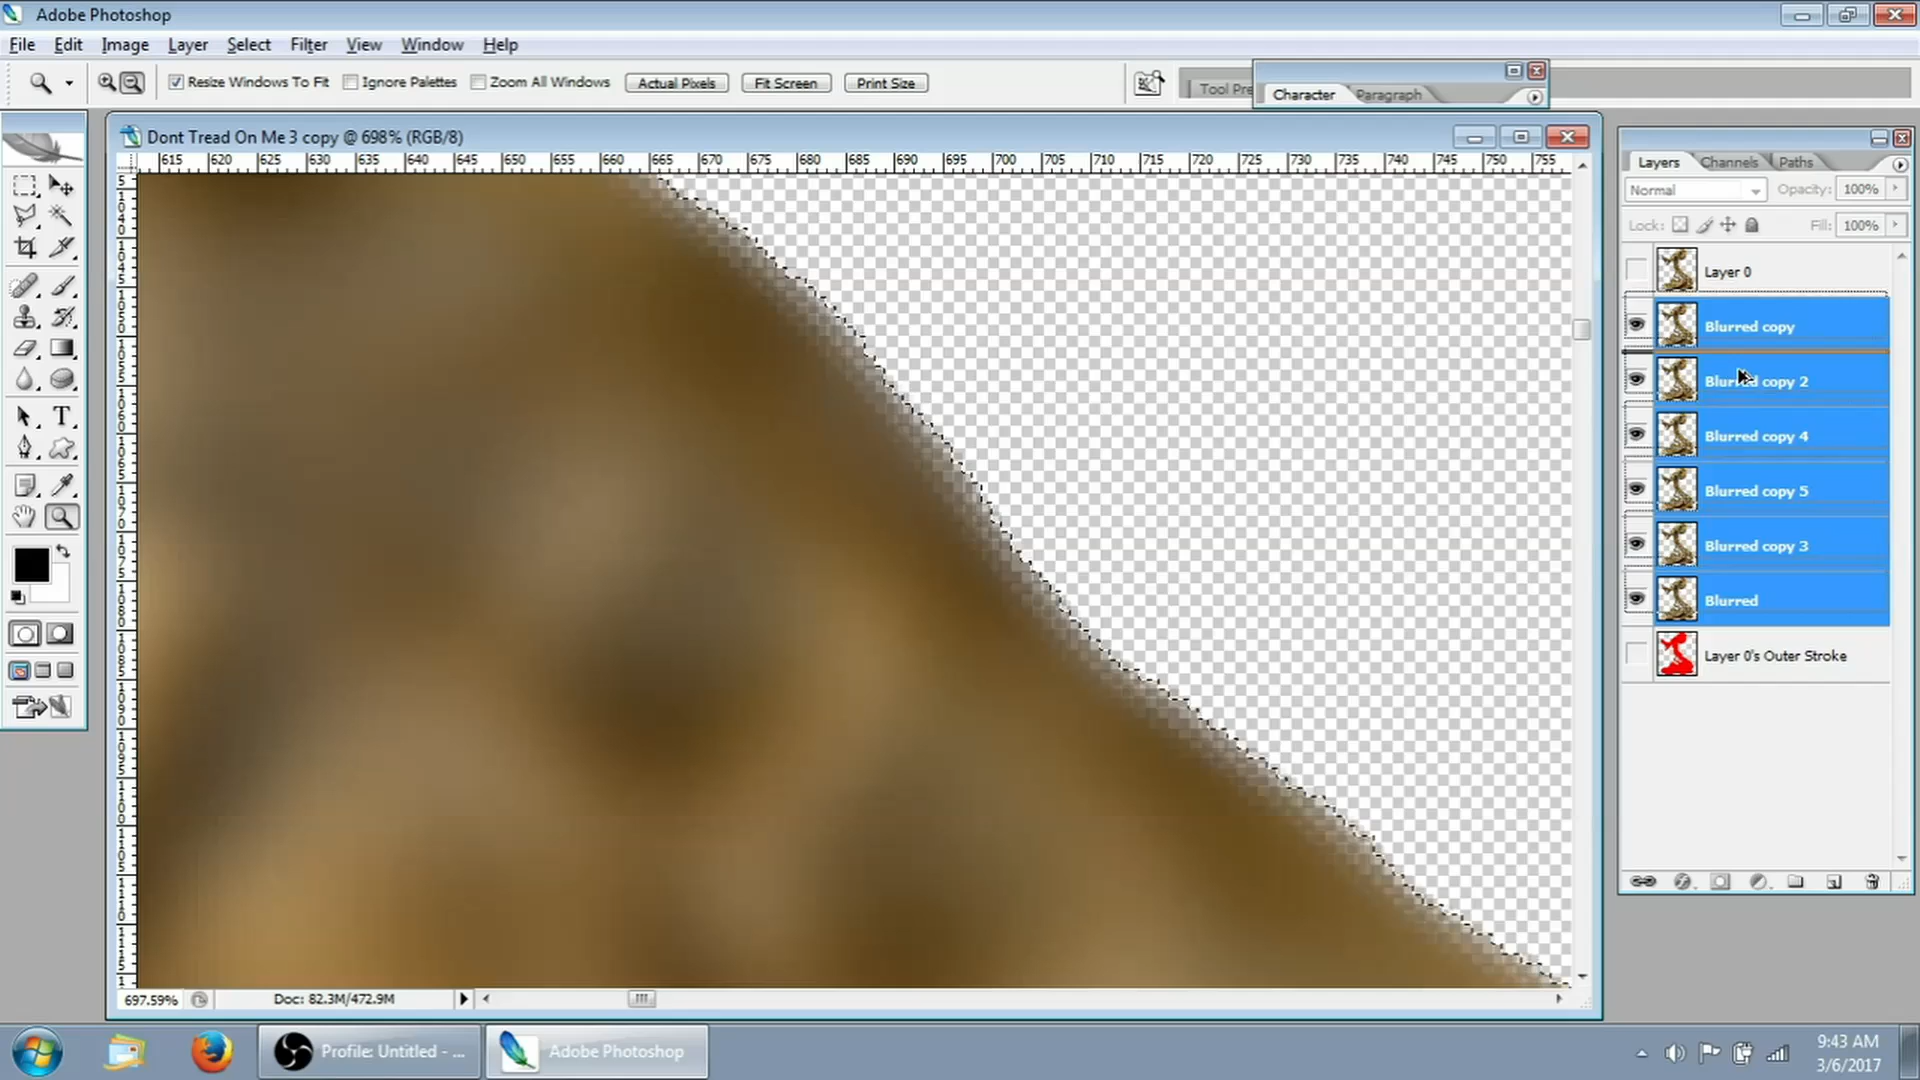 Adobe Photoshop
File Edit Image Layer Select Filter View Window Help
Resize Windows To Fit Ignore Palettes Zoom All Windows Actual Pixels Fit Screen Print Size
Tool Pre
Character Paragraph
Dont Tread On Me 3 copy @ 698% (RGB/8)
615 620 625 630 635 640 645 650 655 660 665 670 675 680 685 690 695 700 705 710 715 720 725 730 735 740 745 750 755
Layers Channels Paths
Normal Opacity: 100%
Lock: Fill: 100%
Layer 0
Blurred copy
Blurred copy 2
Blurred copy 4
Blurred copy 5
Blurred copy 3
Blurred
Layer 0's Outer Stroke
T
697.59% Doc: 82.3M/472.9M
Profile: Untitled - ...
Adobe Photoshop
9:43 AM
3/6/2017